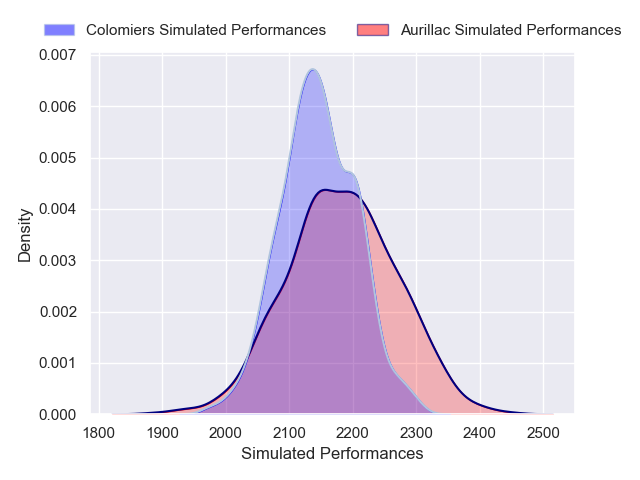 Colomiers Simulated Performances
Aurillac Simulated Performances
0.007
0.006
0.005
0.004
0.003
0.002
0.001
0.000
Density
1800 1900 2000 2100 2200 2300 2400 2500
Simulated Performances